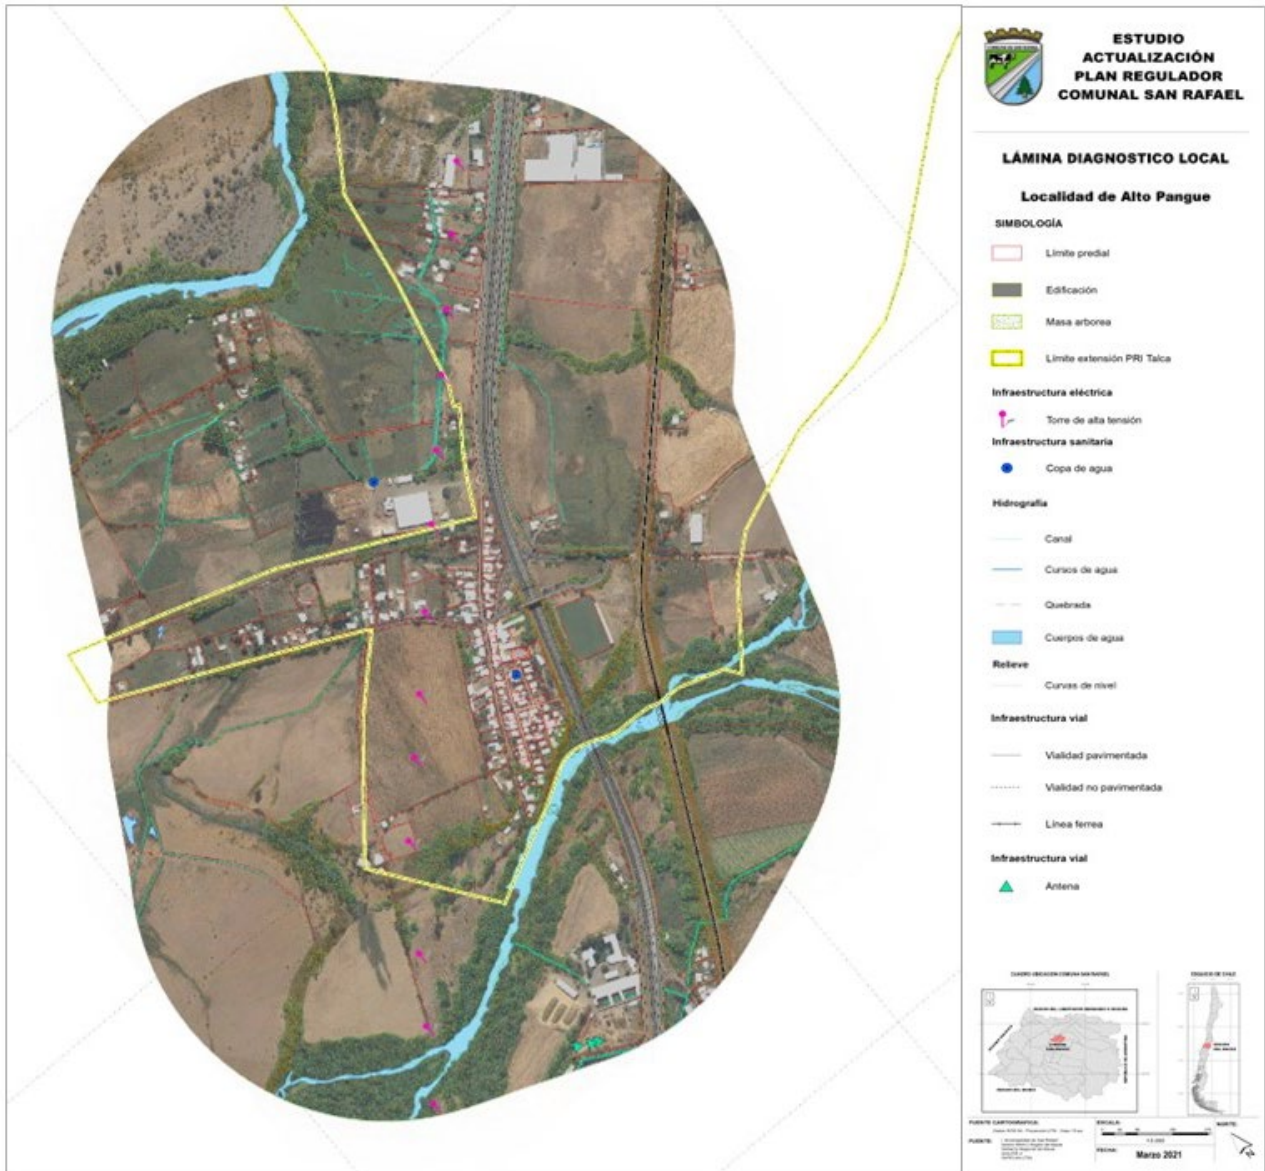 ESTUDIO
ACTUALIZACIÓN
PLAN REGULADOR
COMUNAL SAN RAFAEL
LÁMINA DIAGNOSTICO LOCAL
Localidad de Alto Pangue
SIMBOLOGÍA
Límite predial
Edificación
Masa arborea
Límite extensión PRI Talca
Infraestructura eléctrica
Torre de alta tensión
Infraestructura sanitaria
Copa de agua
Hidrografía
Canal
Cursos de agua
Quebrada
Cuerpos de agua
Relieve
Curvas de nivel
Infraestructura vial
Vialidad pavimentada
Vialidad no pavimentada
Línea ferrea
Infraestructura vial
Antena
CUADRO UBICACIÓN COMUNA SAN RAFAEL
FUENTE CARTOGRAFICA:
FUENTE:
ESCALA:
FECHA:
Marzo 2021
NORTE:
N